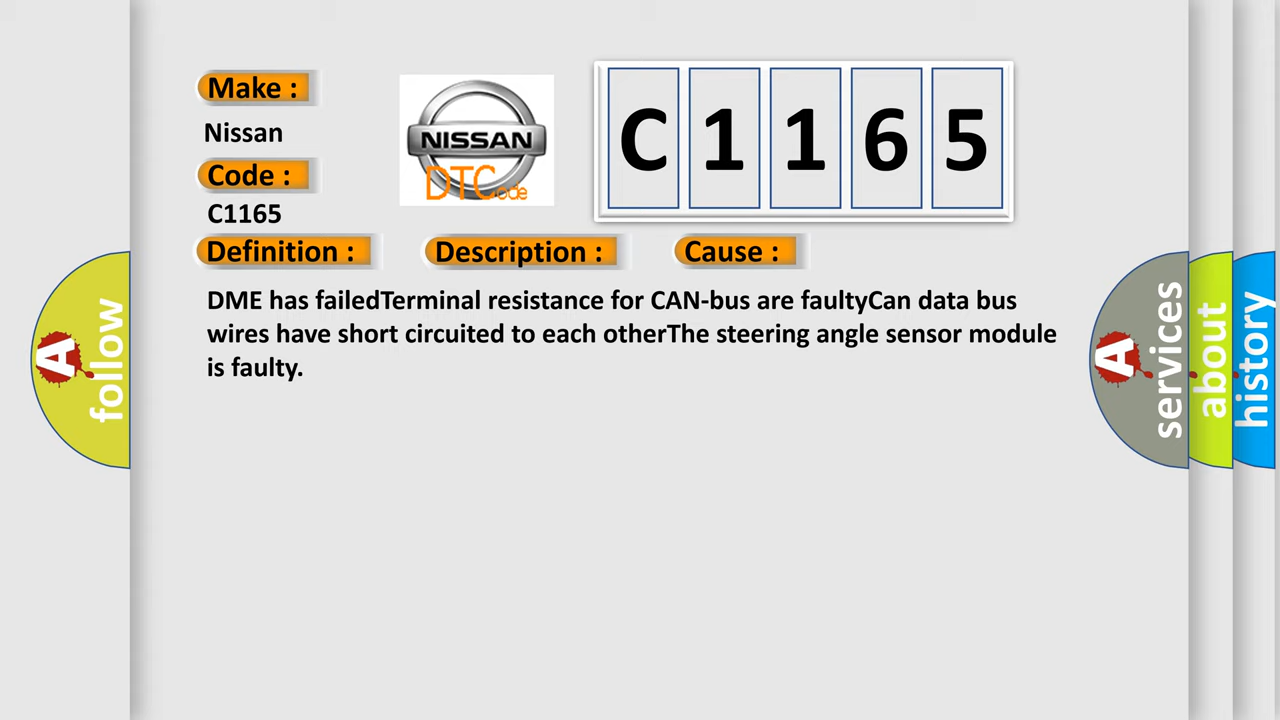 Make :
Nissan
Code :
C1165
NISSAN
DTCode
C 1 1 6 5
Definition :
Description :
Cause :
DME has failedTerminal resistance for CAN-bus are faultyCan data bus
wires have short circuited to each otherThe steering angle sensor module
is faulty.
A follow
A services
about
history